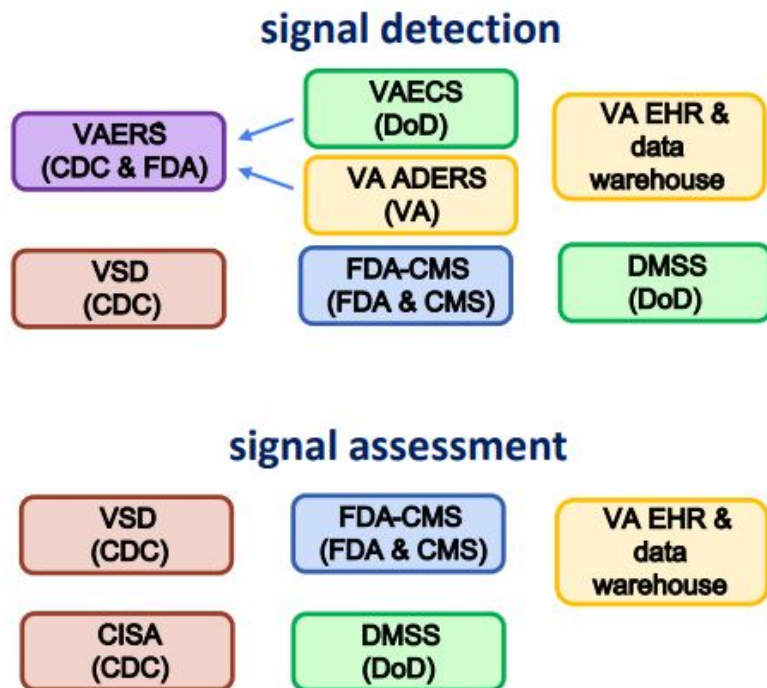 signal detection
VAERS
(CDC & FDA)
VAECS
(DoD)
VA ADERS
(VA)
VA EHR &
data
warehouse
VSD
(CDC)
FDA-CMS
(FDA & CMS)
DMSS
(DoD)
signal assessment
VSD
(CDC)
FDA-CMS
(FDA & CMS)
VA EHR &
data
warehouse
CISA
(CDC)
DMSS
(DoD)